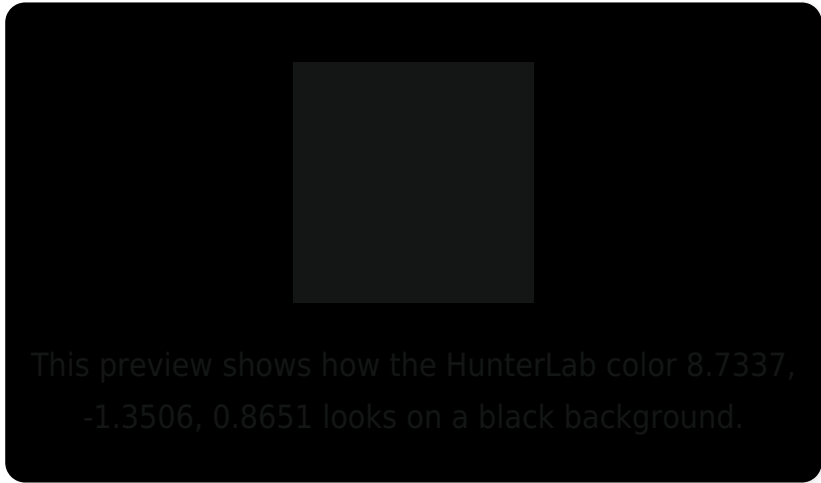 This preview shows how the HunterLab color 8.7337,
-1.3506, 0.8651 looks on a black background.